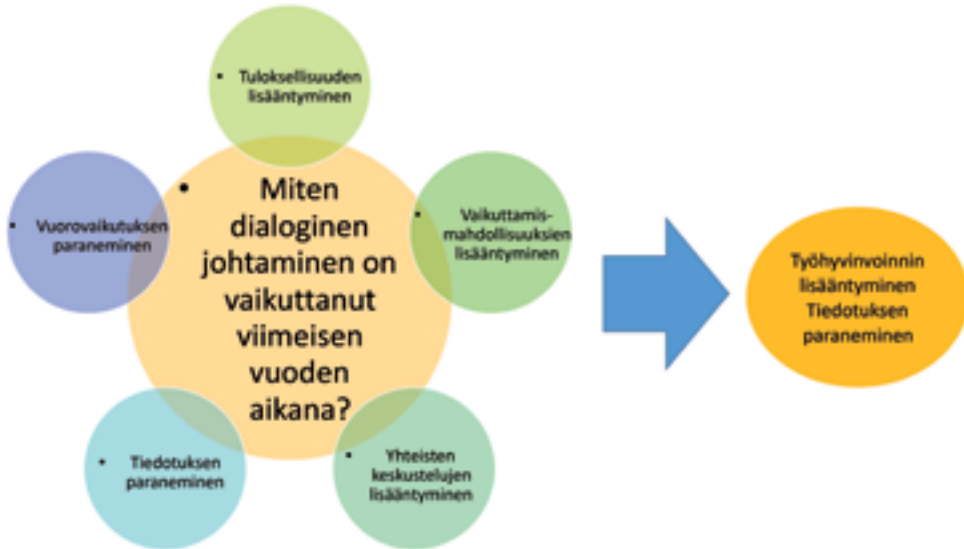 • Tuloksellisuuden
lisääntyminen
• Vuorovaikutuksen
paraneminen
• Miten
dialoginen
johtaminen on
vaikuttanut
viimeisen
vuoden
aikana?
• Vaikuttamis-
mahdollisuuksien
lisääntyminen
• Tiedotuksen
paraneminen
• Yhteisten
keskustelujen
lisääntyminen
Työhyvinvoinnin
lisääntyminen
Tiedotuksen
paraneminen